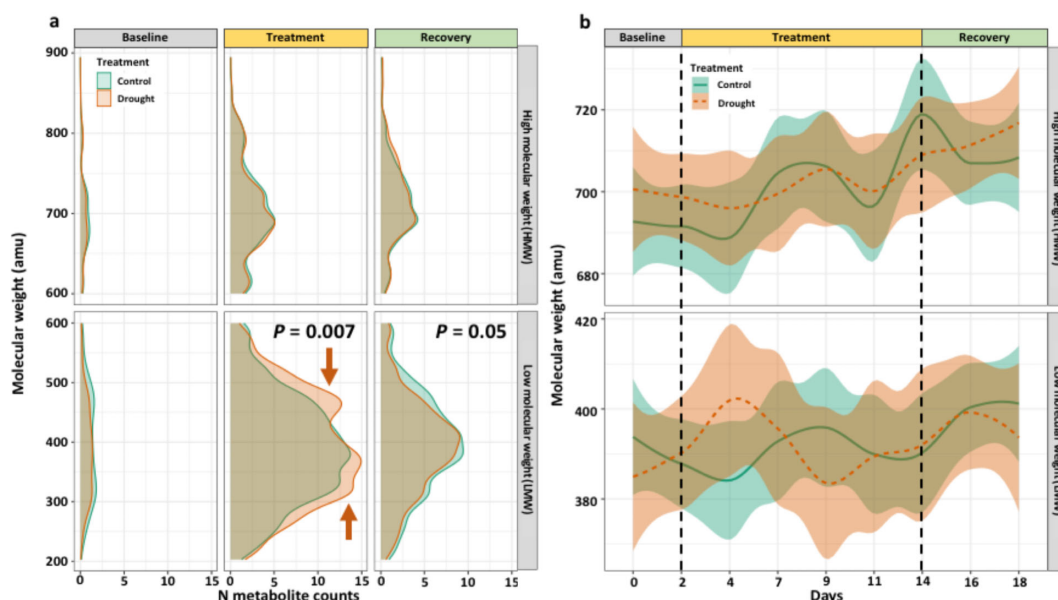 a
Baseline
Treatment
Recovery
900
800
700
600
Treatment
Control
Drought
High molecular weight (HMW)
Molecular weight (amu)
600
500
400
300
200
P = 0.007
P = 0.05
Low molecular weight (LMW)
0 5 10 15 0 5 10 15 0 5 10 15
N metabolite counts
b
Baseline
Treatment
Recovery
Treatment
Control
Drought
720
700
680
Molecular weight (amu)
420
400
380
0 2 4 7 9 11 14 16 18
Days